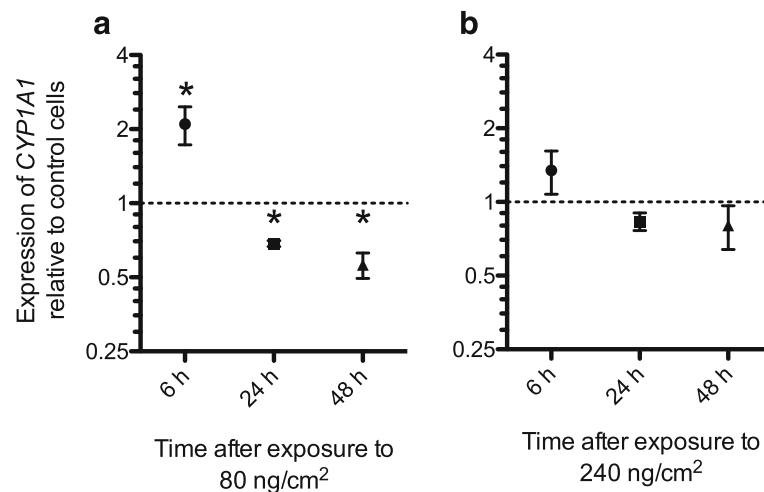 a
Expression of CYP1A1
relative to control cells
4
2
1
0.5
0.25
*
*
*
6 h
24 h
48 h
Time after exposure to
80 ng/cm²
b
4
2
1
0.5
0.25
6 h
24 h
48 h
Time after exposure to
240 ng/cm²